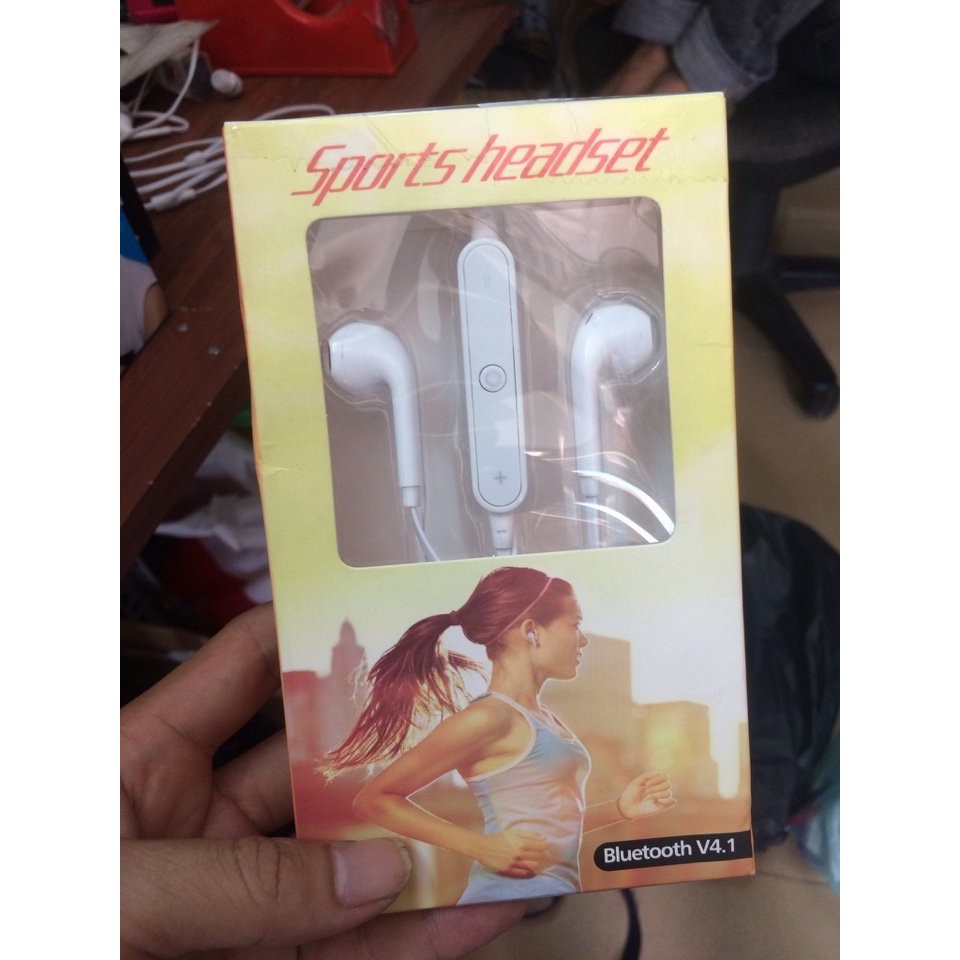 Sports headset
+
Bluetooth V4.1